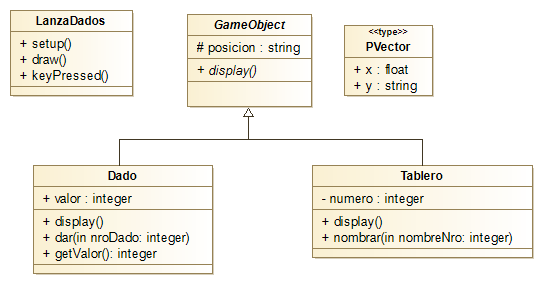 LanzaDados
+ setup()
+ draw()
+ keyPressed()
GameObject
# posicion : string
+ display()
<<type>>
PVector
+ x : float
+ y : string
Dado
+ valor : integer
+ display()
+ dar(in nroDado: integer)
+ getValor(): integer
Tablero
- numero : integer
+ display()
+ nombrar(in nombreNro: integer)